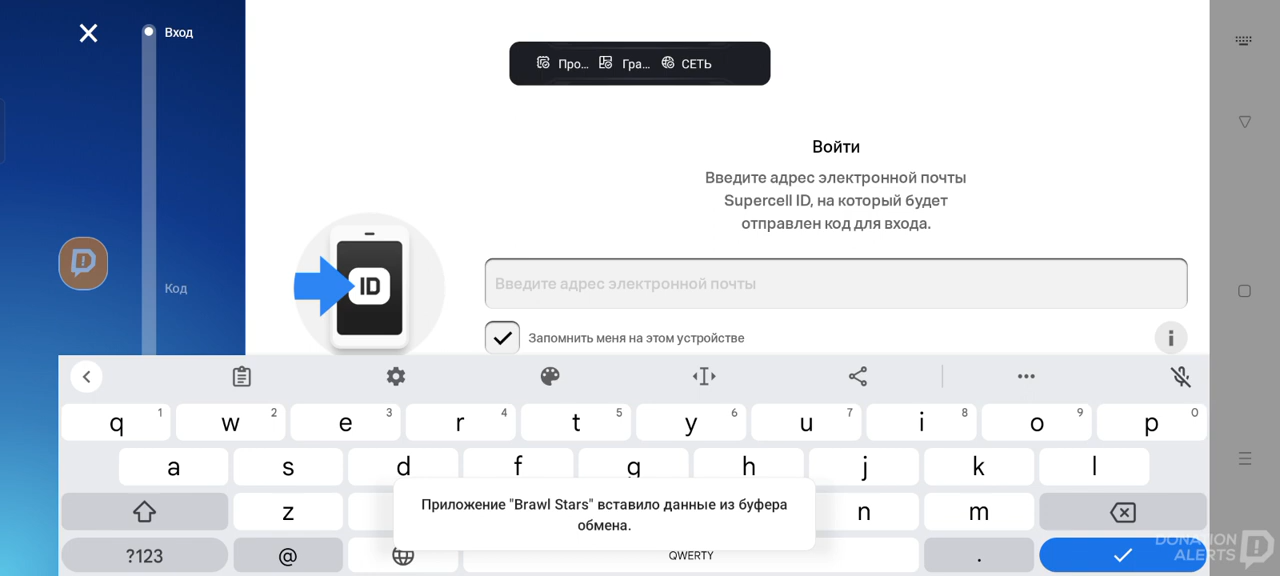 Вход
Про... Гра... СЕТЬ
Войти
Введите адрес электронной почты
Supercell ID, на который будет
отправлен код для входа.
ID
Введите адрес электронной почты
Код
Запомнить меня на этом устройстве
q 1 w 2 e 3 r 4 t 5 y 6 u 7 i 8 o 9 p 0
a s d f g h j k l
z n m
Приложение "Brawl Stars" вставило данные из буфера
обмена.
?123 @ QWERTY .
DONATION
ALERTS